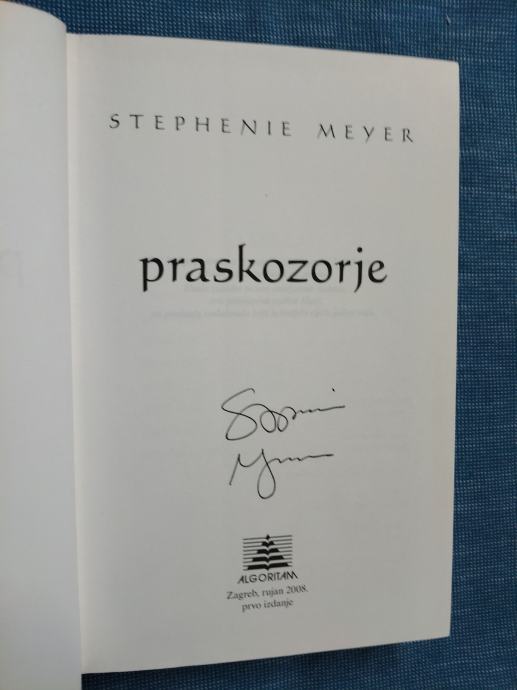 STEPHENIE MEYER
praskozorje
ALGORITAM
Zagreb, rujan 2008.
prvo izdanje